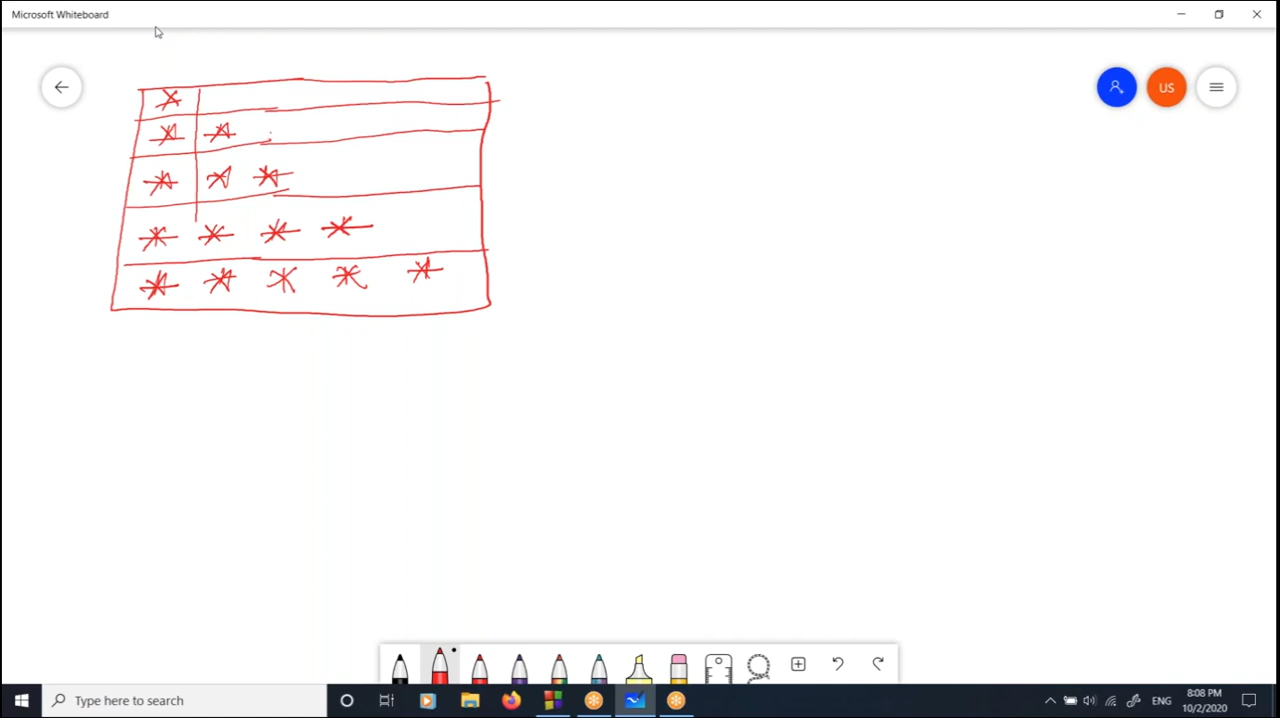 Microsoft Whiteboard
US
*
* *
* * *
* * * *
* * * * *
Type here to search
ENG
8:08 PM
10/2/2020